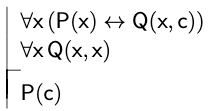 ∀x (P(x) ↔ Q(x, c))
∀x Q(x, x)
P(c)